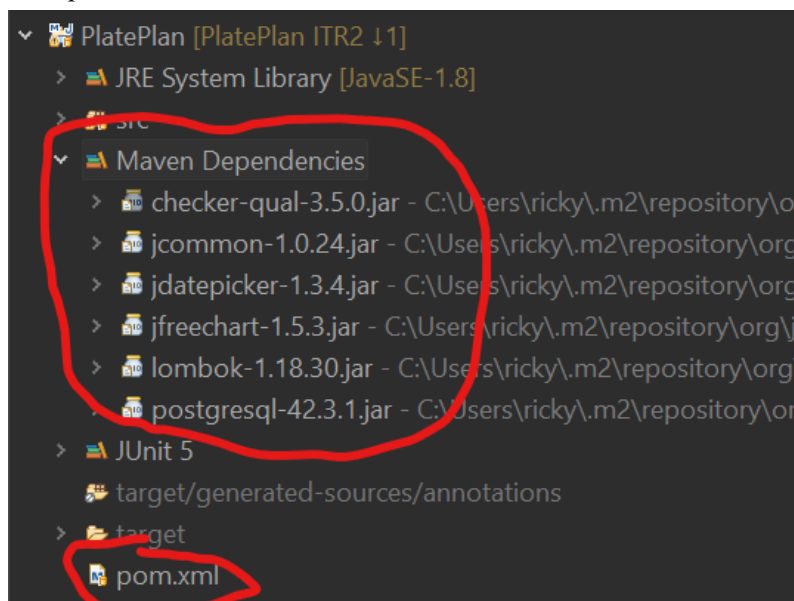 PlatePlan [PlatePlan ITR2 ↓1]
JRE System Library [JavaSE-1.8]
src
Maven Dependencies
checker-qual-3.5.0.jar - C:\Users\ricky\.m2\repository\o
jcommon-1.0.24.jar - C:\Users\ricky\.m2\repository\org
jdatepicker-1.3.4.jar - C:\Users\ricky\.m2\repository\org
jfreechart-1.5.3.jar - C:\Users\ricky\.m2\repository\org\j
lombok-1.18.30.jar - C:\Users\ricky\.m2\repository\org
postgresql-42.3.1.jar - C:\Users\ricky\.m2\repository\or
JUnit 5
target/generated-sources/annotations
target
pom.xml